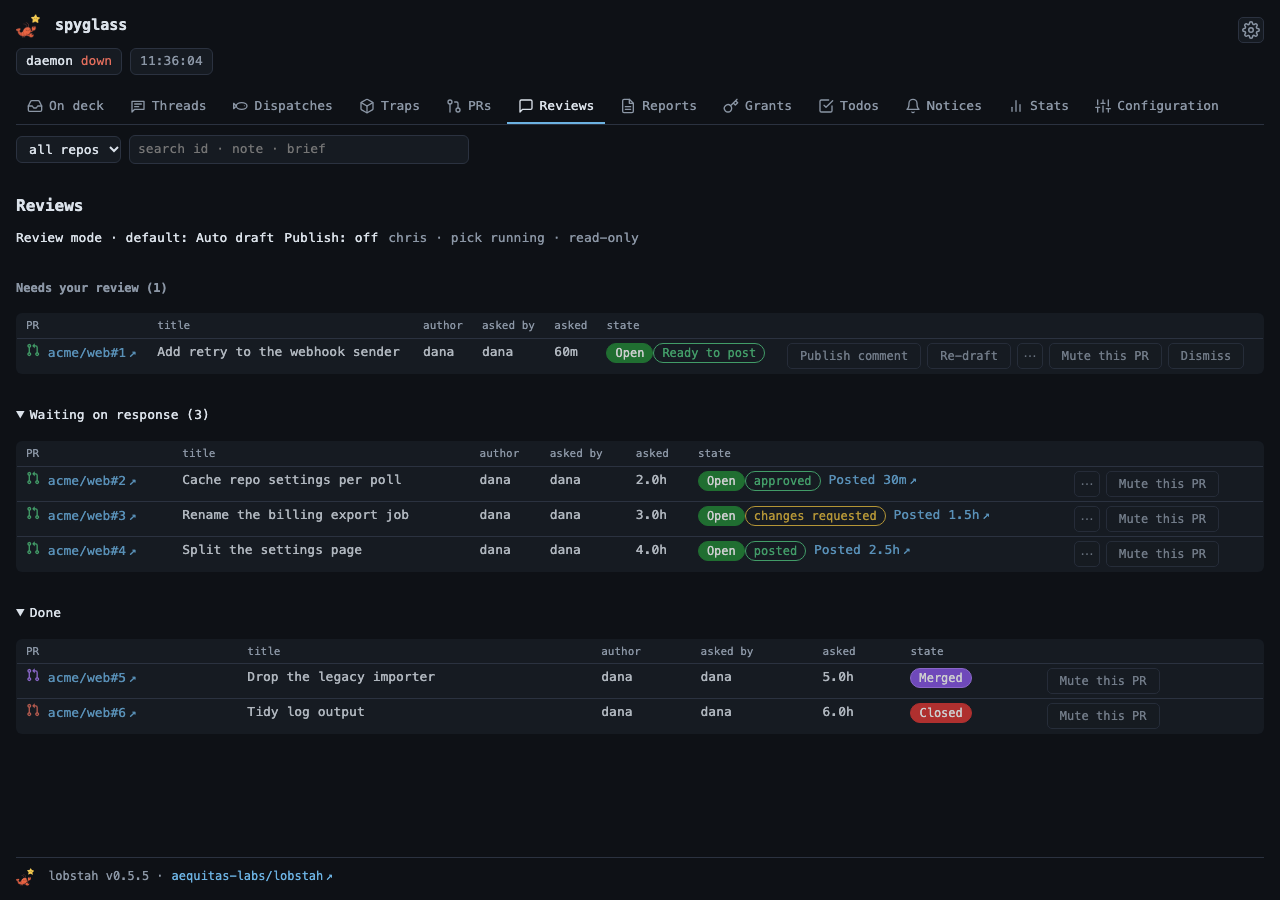 spyglass
daemon down 11:36:04
On deck Threads Dispatches Traps PRs Reviews Reports Grants Todos Notices Stats Configuration
all repos search id · note · brief
Reviews
Review mode · default: Auto draft Publish: off chris · pick running · read-only
Needs your review (1)
PR title author asked by asked state
acme/web#1↗ Add retry to the webhook sender dana dana 60m Open Ready to post Publish comment Re-draft ··· Mute this PR Dismiss
▼ Waiting on response (3)
PR title author asked by asked state
acme/web#2↗ Cache repo settings per poll dana dana 2.0h Open approved Posted 30m↗ ··· Mute this PR
acme/web#3↗ Rename the billing export job dana dana 3.0h Open changes requested Posted 1.5h↗ ··· Mute this PR
acme/web#4↗ Split the settings page dana dana 4.0h Open posted Posted 2.5h↗ ··· Mute this PR
▼ Done
PR title author asked by asked state
acme/web#5↗ Drop the legacy importer dana dana 5.0h Merged Mute this PR
acme/web#6↗ Tidy log output dana dana 6.0h Closed Mute this PR
lobstah v0.5.5 · aequitas-labs/lobstah↗